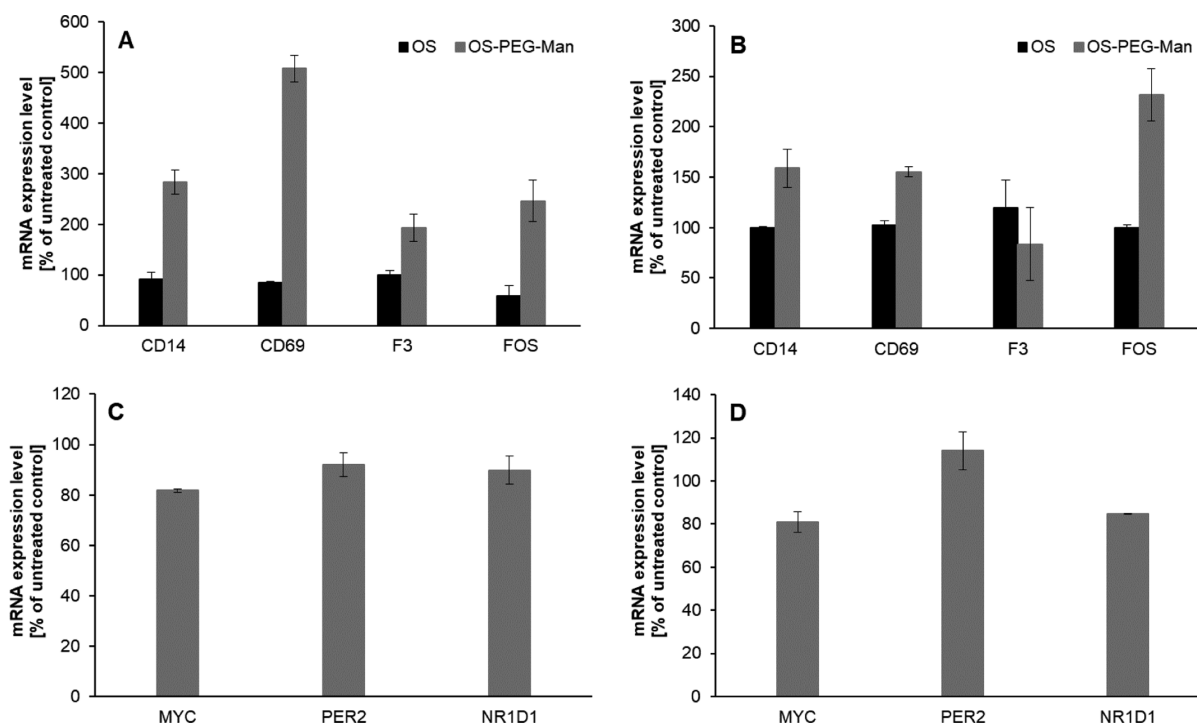 A
OS OS-PEG-Man
mRNA expression level
[% of untreated control]
600
500
400
300
200
100
0
CD14 CD69 F3 FOS
B
OS OS-PEG-Man
mRNA expression level
[% of untreated control]
300
250
200
150
100
50
0
CD14 CD69 F3 FOS
C
mRNA expression level
[% of untreated control]
120
100
80
60
40
20
0
MYC PER2 NR1D1
D
mRNA expression level
[% of untreated control]
140
120
100
80
60
40
20
0
MYC PER2 NR1D1